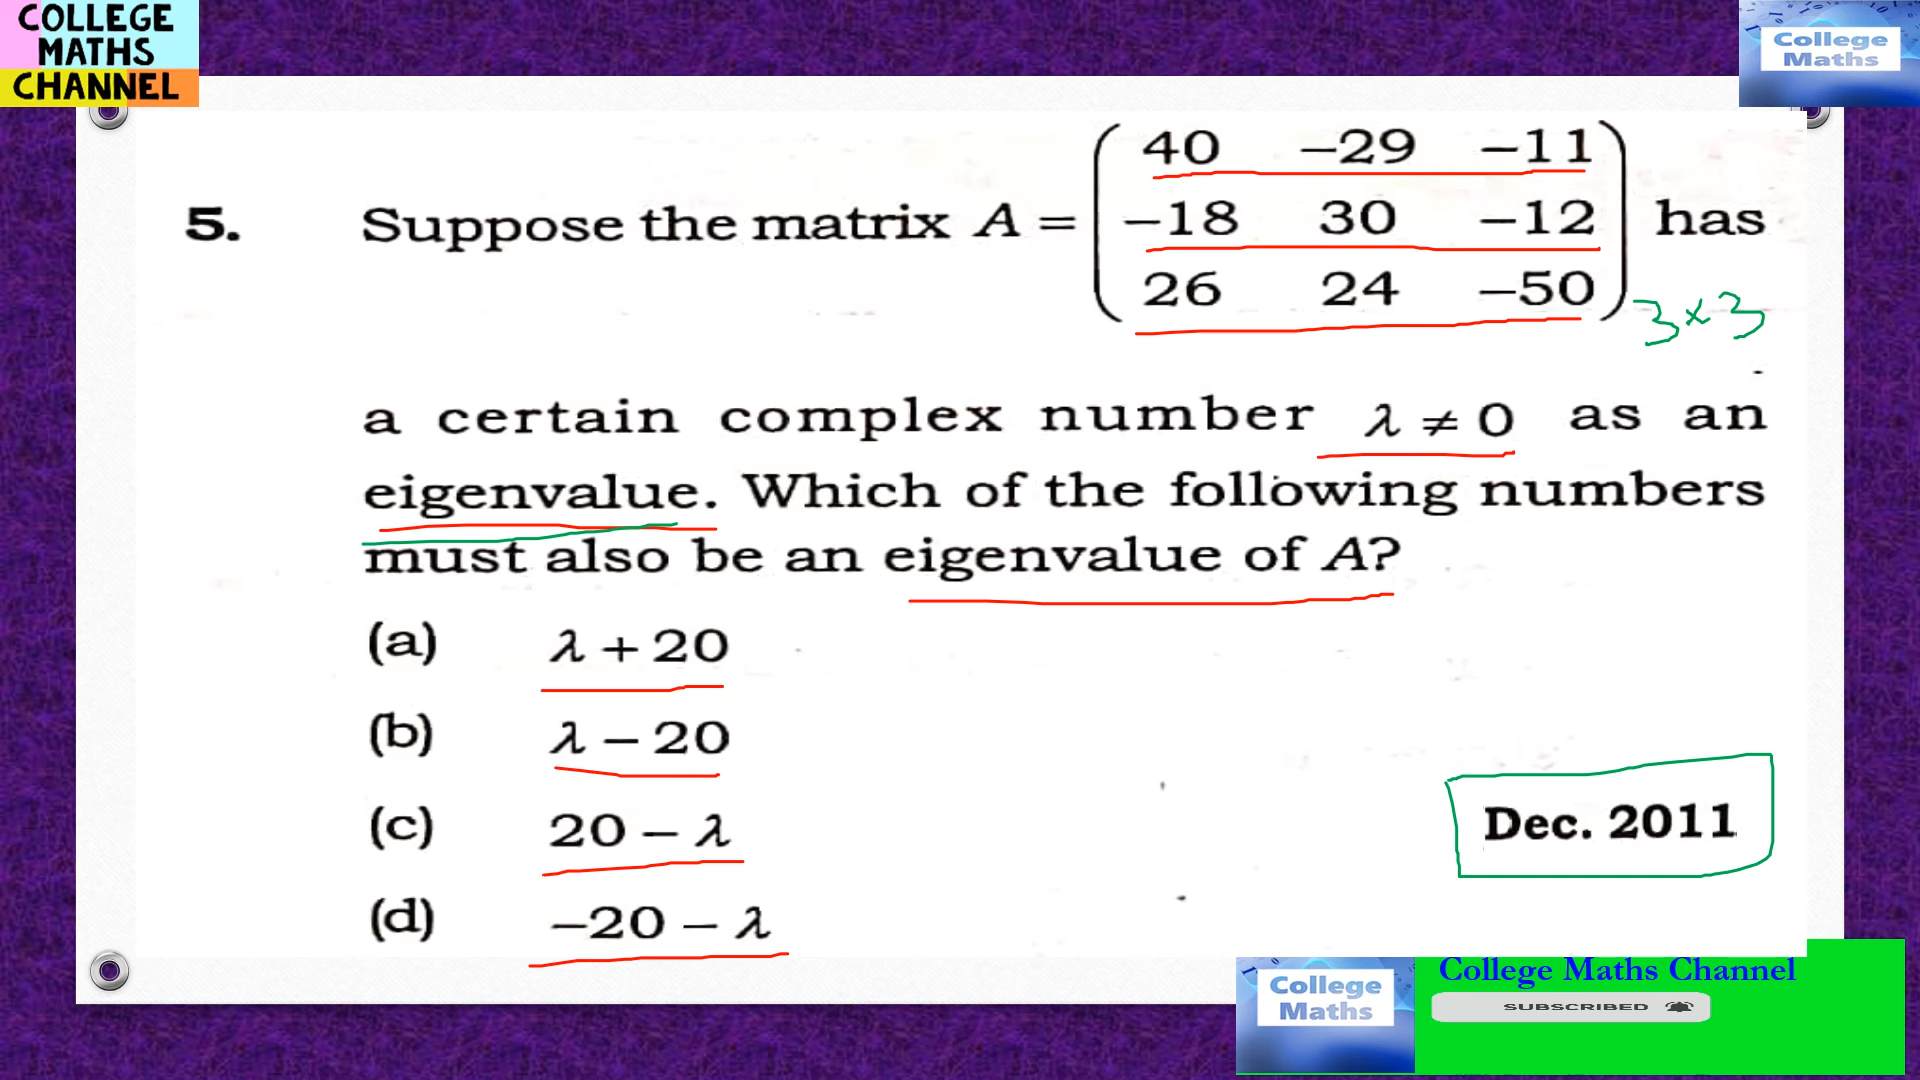 COLLEGE
MATHS
CHANNEL
College
Maths
5. Suppose the matrix A = ( 40 −29 −11
−18 30 −12
26 24 −50 ) has
3×3
a certain complex number λ ≠ 0 as an
eigenvalue. Which of the following numbers
must also be an eigenvalue of A?
(a) λ + 20
(b) λ − 20
(c) 20 − λ
(d) −20 − λ
Dec. 2011
College
Maths
College Maths Channel
SUBSCRIBED